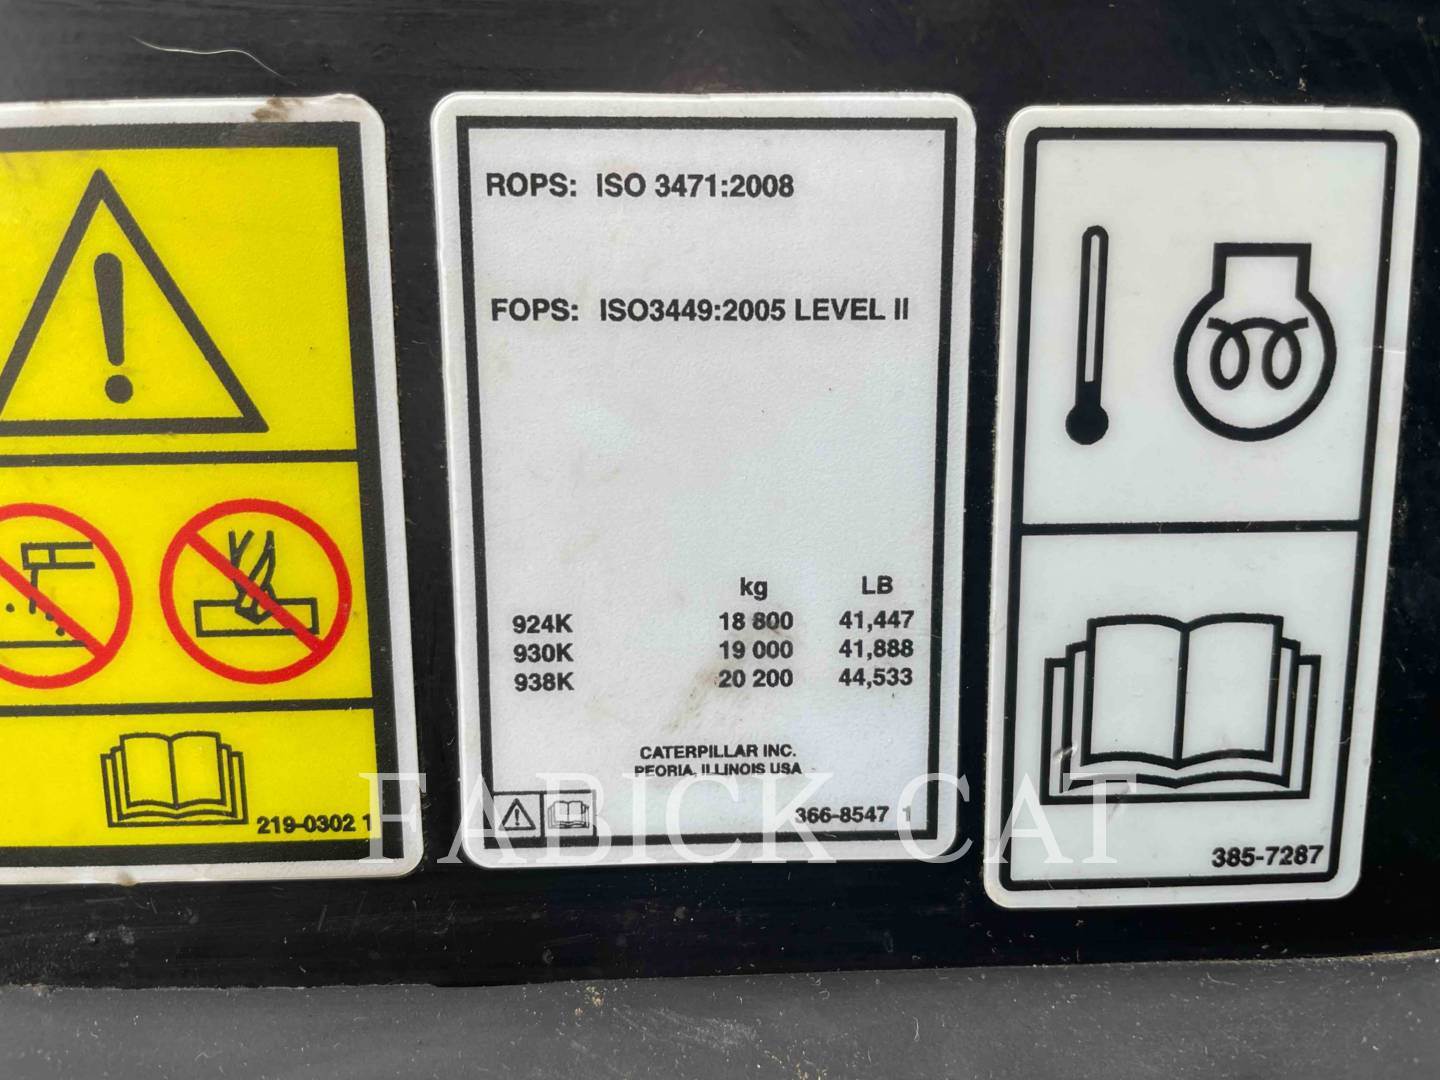 ROPS: ISO 3471:2008
FOPS: ISO3449:2005 LEVEL II
kg LB
924K 18 800 41,447
930K 19 000 41,888
938K 20 200 44,533
CATERPILLAR INC.
PEORIA, ILLINOIS USA
219-0302 1
366-8547 1
385-7287
FABICK CAT